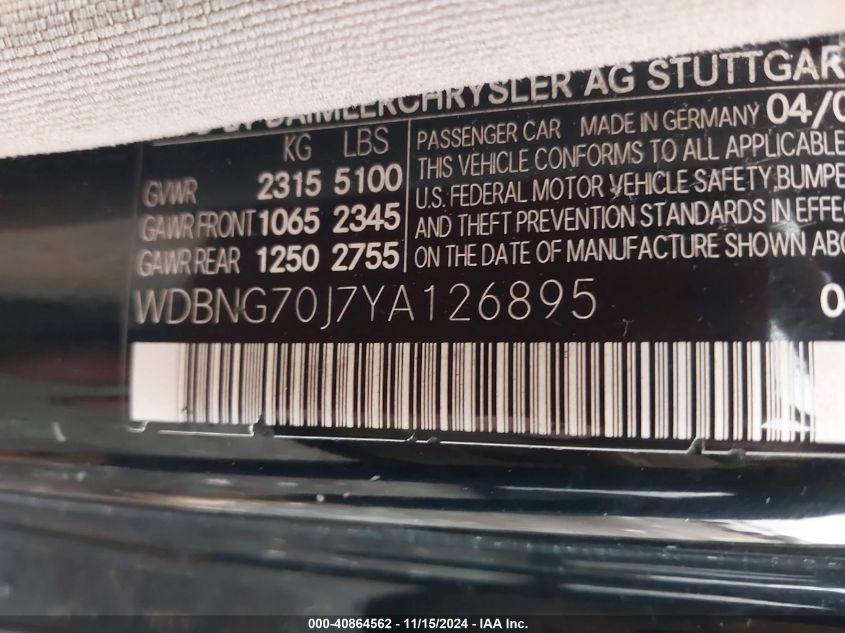 BY DAIMLERCHRYSLER AG STUTTGAR
KG LBS
GVWR 2315 5100
GAWR FRONT 1065 2345
GAWR REAR 1250 2755
PASSENGER CAR MADE IN GERMANY 04/0
THIS VEHICLE CONFORMS TO ALL APPLICABLE
U.S. FEDERAL MOTOR VEHICLE SAFETY, BUMPE
AND THEFT PREVENTION STANDARDS IN EFFE
ON THE DATE OF MANUFACTURE SHOWN ABO
WDBNG70J7YA126895
000-40864562 - 11/15/2024 - IAA Inc.